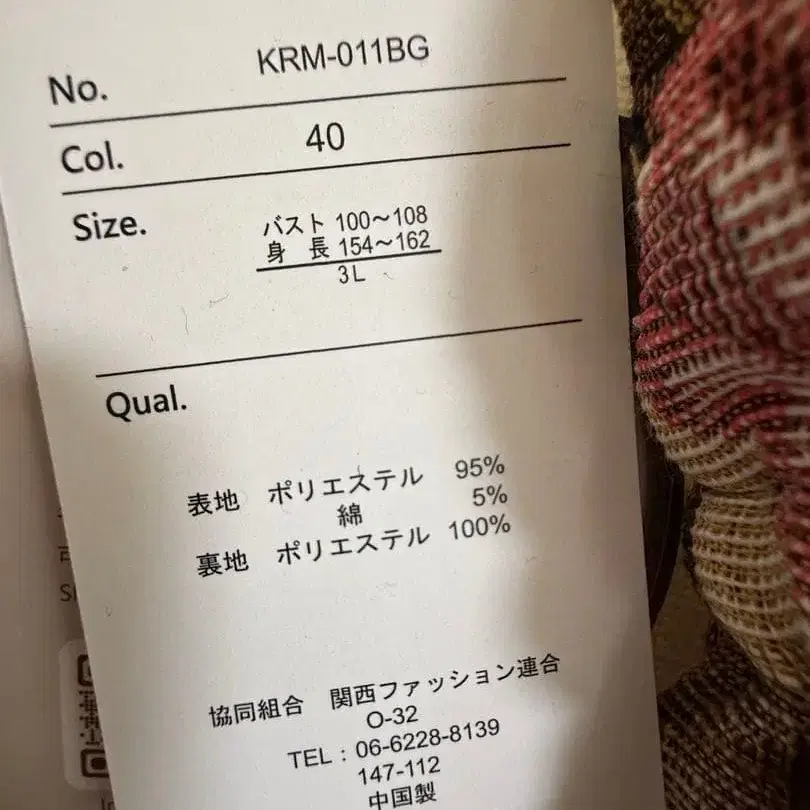 No. KRM-011BG
Col. 40
Size. バスト 100～108
身 長 154～162
3L
Qual.
表地 ポリエステル 95%
綿 5%
裏地 ポリエステル 100%
協同組合 関西ファッション連合
O-32
TEL：06-6228-8139
147-112
中国製